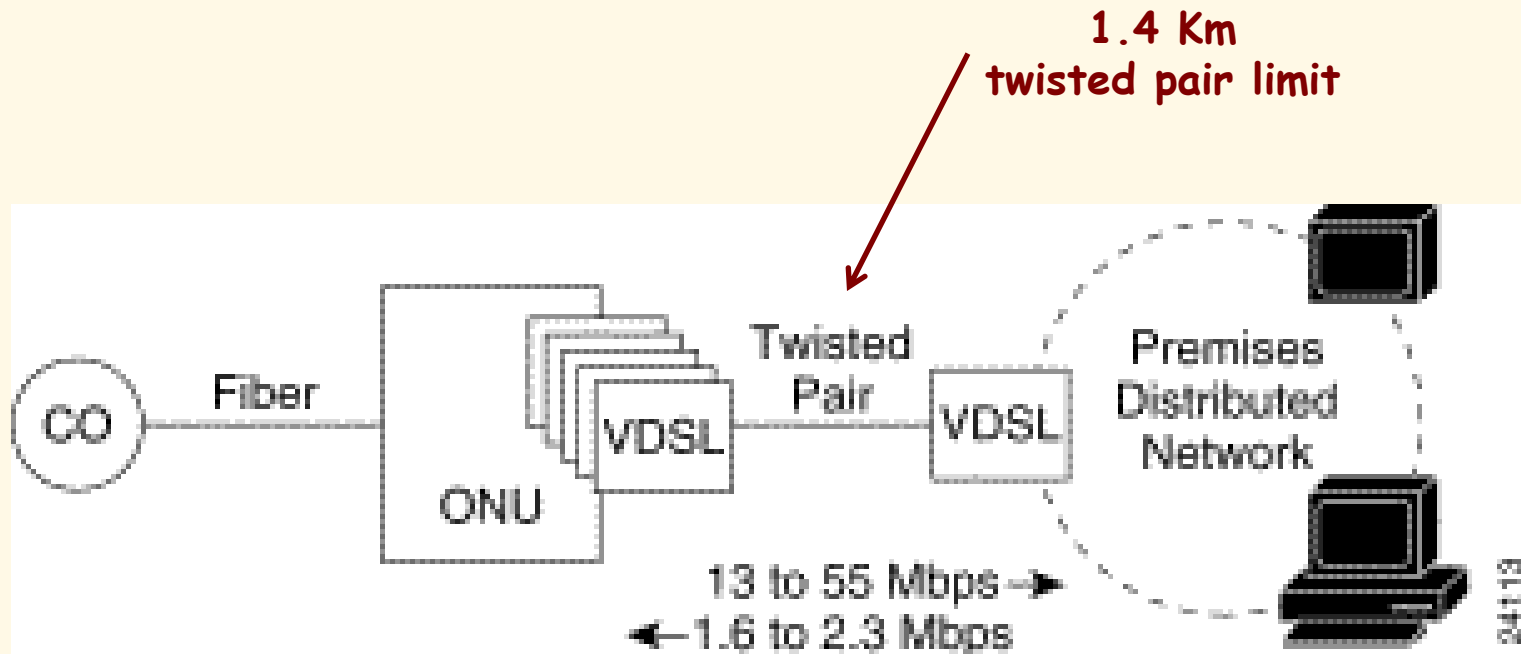 1.4 Km
twisted pair limit
CO
Fiber
ONU
VDSL
Twisted
Pair
VDSL
Premises
Distributed
Network
13 to 55 Mbps
1.6 to 2.3 Mbps
24113